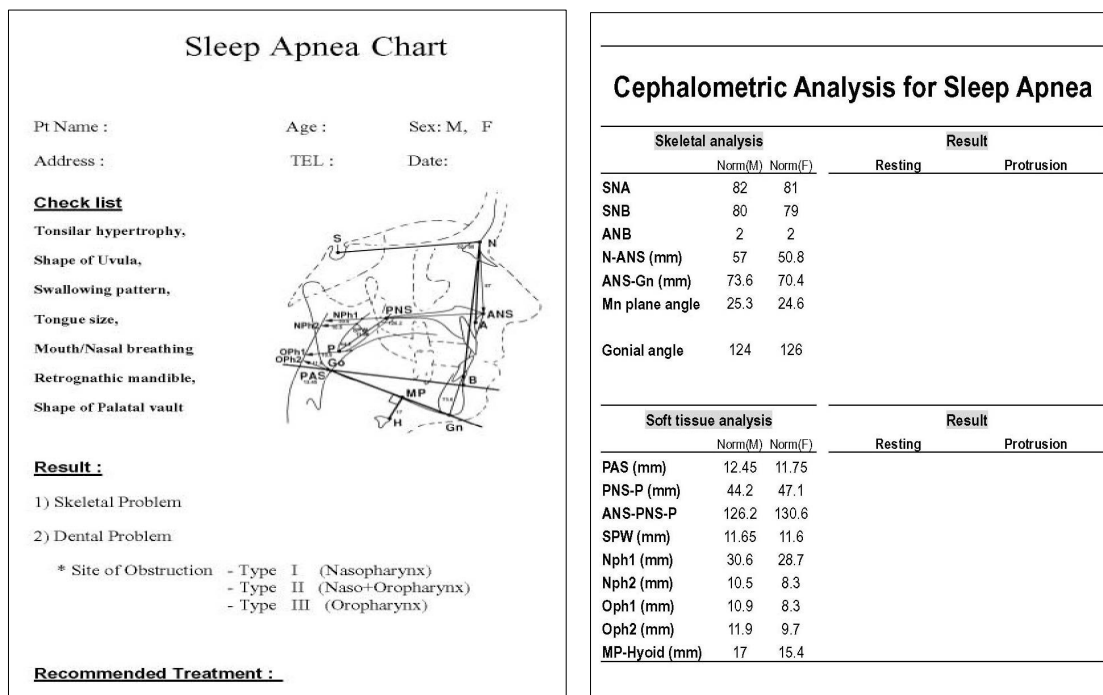 Sleep Apnea Chart
Pt Name : Age : Sex: M, F
Address : TEL : Date:
Check list
Tonsilar hypertrophy,
Shape of Uvula,
Swallowing pattern,
Tongue size,
Mouth/Nasal breathing
Retrognathic mandible,
Shape of Palatal vault
S
N
PNS
NPh1
NPh2
ANS
A
P
OPh1
OPh2
Go
PAS
B
MP
H
Gn
Result :
1) Skeletal Problem
2) Dental Problem
* Site of Obstruction - Type I (Nasopharynx)
- Type II (Naso+Oropharynx)
- Type III (Oropharynx)
Recommended Treatment :
Cephalometric Analysis for Sleep Apnea
Skeletal analysis Result
Norm(M) Norm(F) Resting Protrusion
SNA 82 81
SNB 80 79
ANB 2 2
N-ANS (mm) 57 50.8
ANS-Gn (mm) 73.6 70.4
Mn plane angle 25.3 24.6
Gonial angle 124 126
Soft tissue analysis Result
Norm(M) Norm(F) Resting Protrusion
PAS (mm) 12.45 11.75
PNS-P (mm) 44.2 47.1
ANS-PNS-P 126.2 130.6
SPW (mm) 11.65 11.6
Nph1 (mm) 30.6 28.7
Nph2 (mm) 10.5 8.3
Oph1 (mm) 10.9 8.3
Oph2 (mm) 11.9 9.7
MP-Hyoid (mm) 17 15.4